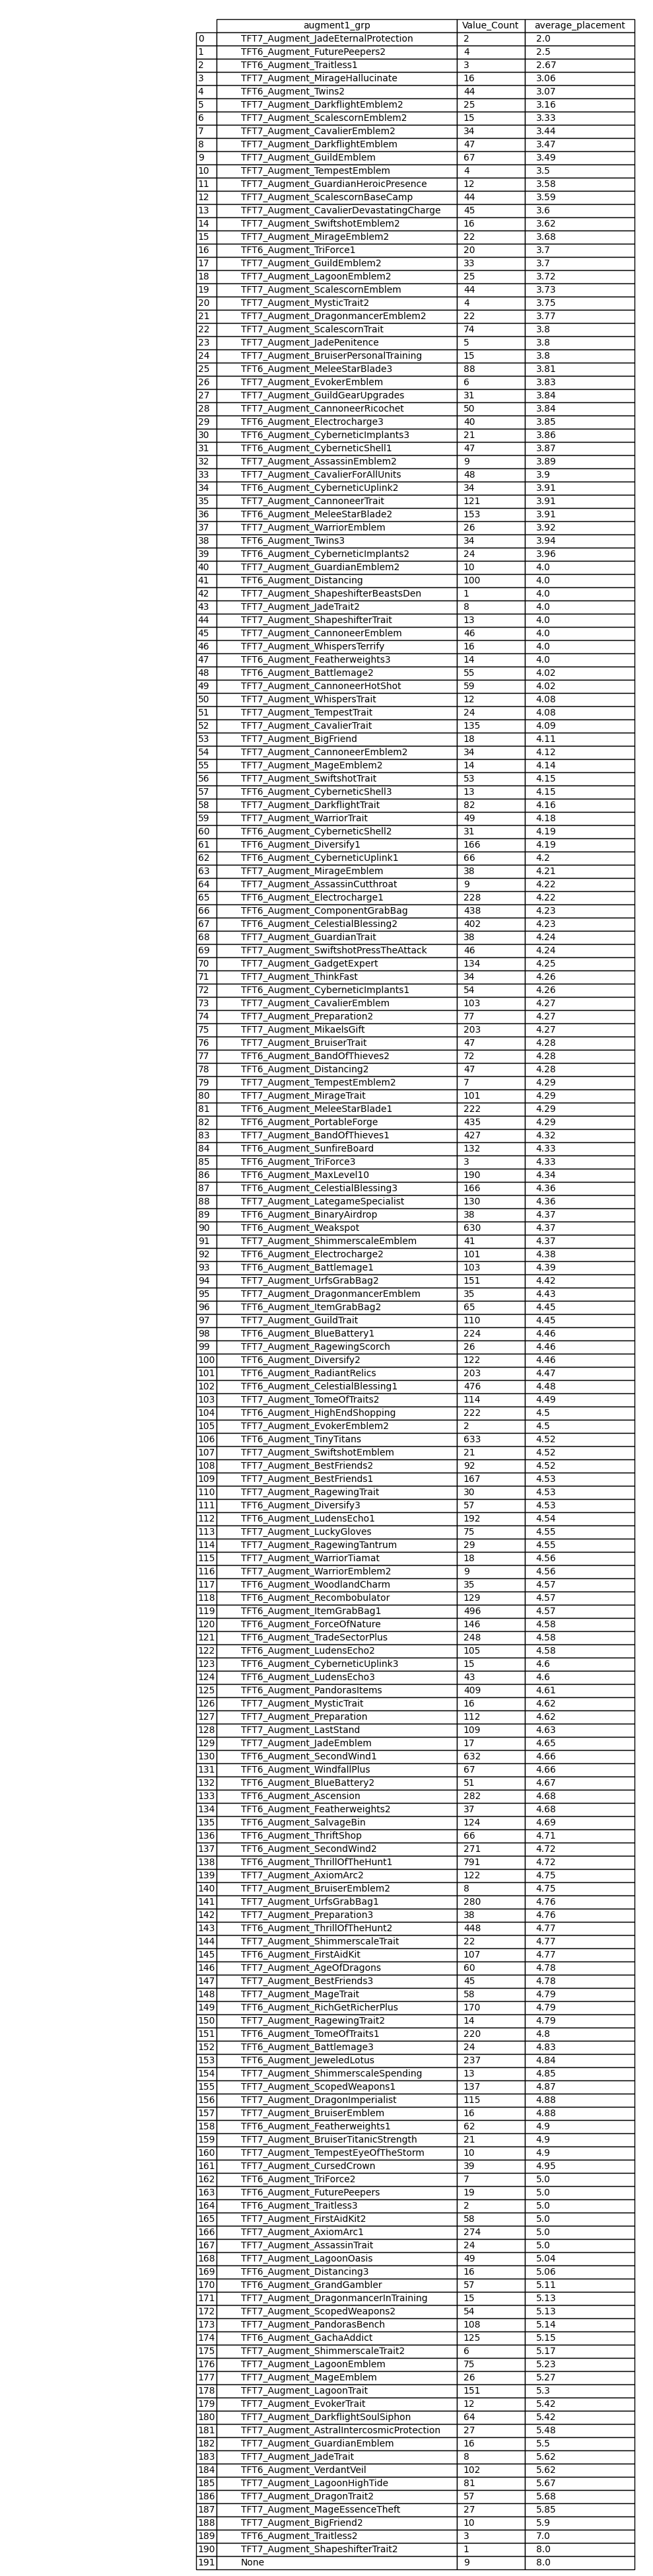 augment1_grp Value_Count average_placement
0 TFT7_Augment_JadeEternalProtection 2 2.0
1 TFT6_Augment_FuturePeepers2 4 2.5
2 TFT6_Augment_Traitless1 3 2.67
3 TFT7_Augment_MirageHallucinate 16 3.06
4 TFT6_Augment_Twins2 44 3.07
5 TFT7_Augment_DarkflightEmblem2 25 3.16
6 TFT7_Augment_ScalescornEmblem2 15 3.33
7 TFT7_Augment_CavalierEmblem2 34 3.44
8 TFT7_Augment_DarkflightEmblem 47 3.47
9 TFT7_Augment_GuildEmblem 67 3.49
10 TFT7_Augment_TempestEmblem 4 3.5
11 TFT7_Augment_GuardianHeroicPresence 12 3.58
12 TFT7_Augment_ScalescornBaseCamp 44 3.59
13 TFT7_Augment_CavalierDevastatingCharge 45 3.6
14 TFT7_Augment_SwiftshotEmblem2 16 3.62
15 TFT7_Augment_MirageEmblem2 22 3.68
16 TFT6_Augment_TriForce1 20 3.7
17 TFT7_Augment_GuildEmblem2 33 3.7
18 TFT7_Augment_LagoonEmblem2 25 3.72
19 TFT7_Augment_ScalescornEmblem 44 3.73
20 TFT7_Augment_MysticTrait2 4 3.75
21 TFT7_Augment_DragonmancerEmblem2 22 3.77
22 TFT7_Augment_ScalescornTrait 74 3.8
23 TFT7_Augment_JadePenitence 5 3.8
24 TFT7_Augment_BruiserPersonalTraining 15 3.8
25 TFT6_Augment_MeleeStarBlade3 88 3.81
26 TFT7_Augment_EvokerEmblem 6 3.83
27 TFT7_Augment_GuildGearUpgrades 31 3.84
28 TFT7_Augment_CannoneerRicochet 50 3.84
29 TFT6_Augment_Electrocharge3 40 3.85
30 TFT6_Augment_CyberneticImplants3 21 3.86
31 TFT6_Augment_CyberneticShell1 47 3.87
32 TFT7_Augment_AssassinEmblem2 9 3.89
33 TFT7_Augment_CavalierForAllUnits 48 3.9
34 TFT6_Augment_CyberneticUplink2 34 3.91
35 TFT7_Augment_CannoneerTrait 121 3.91
36 TFT6_Augment_MeleeStarBlade2 153 3.91
37 TFT7_Augment_WarriorEmblem 26 3.92
38 TFT6_Augment_Twins3 34 3.94
39 TFT6_Augment_CyberneticImplants2 24 3.96
40 TFT7_Augment_GuardianEmblem2 10 4.0
41 TFT6_Augment_Distancing 100 4.0
42 TFT7_Augment_ShapeshifterBeastsDen 1 4.0
43 TFT7_Augment_JadeTrait2 8 4.0
44 TFT7_Augment_ShapeshifterTrait 13 4.0
45 TFT7_Augment_CannoneerEmblem 46 4.0
46 TFT7_Augment_WhispersTerrify 16 4.0
47 TFT6_Augment_Featherweights3 14 4.0
48 TFT6_Augment_Battlemage2 55 4.02
49 TFT7_Augment_CannoneerHotShot 59 4.02
50 TFT7_Augment_WhispersTrait 12 4.08
51 TFT7_Augment_TempestTrait 24 4.08
52 TFT7_Augment_CavalierTrait 135 4.09
53 TFT7_Augment_BigFriend 18 4.11
54 TFT7_Augment_CannoneerEmblem2 34 4.12
55 TFT7_Augment_MageEmblem2 14 4.14
56 TFT7_Augment_SwiftshotTrait 53 4.15
57 TFT6_Augment_CyberneticShell3 13 4.15
58 TFT7_Augment_DarkflightTrait 82 4.16
59 TFT7_Augment_WarriorTrait 49 4.18
60 TFT6_Augment_CyberneticShell2 31 4.19
61 TFT6_Augment_Diversify1 166 4.19
62 TFT6_Augment_CyberneticUplink1 66 4.2
63 TFT7_Augment_MirageEmblem 38 4.21
64 TFT7_Augment_AssassinCutthroat 9 4.22
65 TFT6_Augment_Electrocharge1 228 4.22
66 TFT6_Augment_ComponentGrabBag 438 4.23
67 TFT6_Augment_CelestialBlessing2 402 4.23
68 TFT7_Augment_GuardianTrait 38 4.24
69 TFT7_Augment_SwiftshotPressTheAttack 46 4.24
70 TFT7_Augment_GadgetExpert 134 4.25
71 TFT7_Augment_ThinkFast 34 4.26
72 TFT6_Augment_CyberneticImplants1 54 4.26
73 TFT7_Augment_CavalierEmblem 103 4.27
74 TFT7_Augment_Preparation2 77 4.27
75 TFT7_Augment_MikaelsGift 203 4.27
76 TFT7_Augment_BruiserTrait 47 4.28
77 TFT6_Augment_BandOfThieves2 72 4.28
78 TFT6_Augment_Distancing2 47 4.28
79 TFT7_Augment_TempestEmblem2 7 4.29
80 TFT7_Augment_MirageTrait 101 4.29
81 TFT6_Augment_MeleeStarBlade1 222 4.29
82 TFT6_Augment_PortableForge 435 4.29
83 TFT7_Augment_BandOfThieves1 427 4.32
84 TFT6_Augment_SunfireBoard 132 4.33
85 TFT6_Augment_TriForce3 3 4.33
86 TFT7_Augment_MaxLevel10 190 4.34
87 TFT6_Augment_CelestialBlessing3 166 4.36
88 TFT7_Augment_LategameSpecialist 130 4.36
89 TFT6_Augment_BinaryAirdrop 38 4.37
90 TFT6_Augment_Weakspot 630 4.37
91 TFT7_Augment_ShimmerscaleEmblem 41 4.37
92 TFT6_Augment_Electrocharge2 101 4.38
93 TFT6_Augment_Battlemage1 103 4.39
94 TFT7_Augment_UrfsGrabBag2 151 4.42
95 TFT7_Augment_DragonmancerEmblem 35 4.43
96 TFT6_Augment_ItemGrabBag2 65 4.45
97 TFT7_Augment_GuildTrait 110 4.45
98 TFT6_Augment_BlueBattery1 224 4.46
99 TFT7_Augment_RagewingScorch 26 4.46
100 TFT6_Augment_Diversify2 122 4.46
101 TFT6_Augment_RadiantRelics 203 4.47
102 TFT6_Augment_CelestialBlessing1 476 4.48
103 TFT7_Augment_TomeOfTraits2 114 4.49
104 TFT6_Augment_HighEndShopping 222 4.5
105 TFT7_Augment_EvokerEmblem2 2 4.5
106 TFT6_Augment_TinyTitans 633 4.52
107 TFT7_Augment_SwiftshotEmblem 21 4.52
108 TFT7_Augment_BestFriends2 92 4.52
109 TFT7_Augment_BestFriends1 167 4.53
110 TFT7_Augment_RagewingTrait 30 4.53
111 TFT6_Augment_Diversify3 57 4.53
112 TFT6_Augment_LudensEcho1 192 4.54
113 TFT7_Augment_LuckyGloves 75 4.55
114 TFT7_Augment_RagewingTantrum 29 4.55
115 TFT7_Augment_WarriorTiamat 18 4.56
116 TFT7_Augment_WarriorEmblem2 9 4.56
117 TFT6_Augment_WoodlandCharm 35 4.57
118 TFT6_Augment_Recombobulator 129 4.57
119 TFT6_Augment_ItemGrabBag1 496 4.57
120 TFT6_Augment_ForceOfNature 146 4.58
121 TFT6_Augment_TradeSectorPlus 248 4.58
122 TFT6_Augment_LudensEcho2 105 4.58
123 TFT6_Augment_CyberneticUplink3 15 4.6
124 TFT6_Augment_LudensEcho3 43 4.6
125 TFT6_Augment_PandorasItems 409 4.61
126 TFT7_Augment_MysticTrait 16 4.62
127 TFT7_Augment_Preparation 112 4.62
128 TFT7_Augment_LastStand 109 4.63
129 TFT7_Augment_JadeEmblem 17 4.65
130 TFT6_Augment_SecondWind1 632 4.66
131 TFT6_Augment_WindfallPlus 67 4.66
132 TFT6_Augment_BlueBattery2 51 4.67
133 TFT6_Augment_Ascension 282 4.68
134 TFT6_Augment_Featherweights2 37 4.68
135 TFT6_Augment_SalvageBin 124 4.69
136 TFT6_Augment_ThriftShop 66 4.71
137 TFT6_Augment_SecondWind2 271 4.72
138 TFT6_Augment_ThrillOfTheHunt1 791 4.72
139 TFT7_Augment_AxiomArc2 122 4.75
140 TFT7_Augment_BruiserEmblem2 8 4.75
141 TFT7_Augment_UrfsGrabBag1 280 4.76
142 TFT7_Augment_Preparation3 38 4.76
143 TFT6_Augment_ThrillOfTheHunt2 448 4.77
144 TFT7_Augment_ShimmerscaleTrait 22 4.77
145 TFT6_Augment_FirstAidKit 107 4.77
146 TFT7_Augment_AgeOfDragons 60 4.78
147 TFT7_Augment_BestFriends3 45 4.78
148 TFT7_Augment_MageTrait 58 4.79
149 TFT6_Augment_RichGetRicherPlus 170 4.79
150 TFT7_Augment_RagewingTrait2 14 4.79
151 TFT6_Augment_TomeOfTraits1 220 4.8
152 TFT6_Augment_Battlemage3 24 4.83
153 TFT6_Augment_JeweledLotus 237 4.84
154 TFT7_Augment_ShimmerscaleSpending 13 4.85
155 TFT7_Augment_ScopedWeapons1 137 4.87
156 TFT7_Augment_DragonImperialist 115 4.88
157 TFT7_Augment_BruiserEmblem 16 4.88
158 TFT6_Augment_Featherweights1 62 4.9
159 TFT7_Augment_BruiserTitanicStrength 21 4.9
160 TFT7_Augment_TempestEyeOfTheStorm 10 4.9
161 TFT7_Augment_CursedCrown 39 4.95
162 TFT6_Augment_TriForce2 7 5.0
163 TFT6_Augment_FuturePeepers 19 5.0
164 TFT6_Augment_Traitless3 2 5.0
165 TFT7_Augment_FirstAidKit2 58 5.0
166 TFT7_Augment_AxiomArc1 274 5.0
167 TFT7_Augment_AssassinTrait 24 5.0
168 TFT7_Augment_LagoonOasis 49 5.04
169 TFT6_Augment_Distancing3 16 5.06
170 TFT6_Augment_GrandGambler 57 5.11
171 TFT7_Augment_DragonmancerInTraining 15 5.13
172 TFT7_Augment_ScopedWeapons2 54 5.13
173 TFT7_Augment_PandorasBench 108 5.14
174 TFT6_Augment_GachaAddict 125 5.15
175 TFT7_Augment_ShimmerscaleTrait2 6 5.17
176 TFT7_Augment_LagoonEmblem 75 5.23
177 TFT7_Augment_MageEmblem 26 5.27
178 TFT7_Augment_LagoonTrait 151 5.3
179 TFT7_Augment_EvokerTrait 12 5.42
180 TFT7_Augment_DarkflightSoulSiphon 64 5.42
181 TFT7_Augment_AstralIntercosmicProtection 27 5.48
182 TFT7_Augment_GuardianEmblem 16 5.5
183 TFT7_Augment_JadeTrait 8 5.62
184 TFT6_Augment_VerdantVeil 102 5.62
185 TFT7_Augment_LagoonHighTide 81 5.67
186 TFT7_Augment_DragonTrait2 57 5.68
187 TFT7_Augment_MageEssenceTheft 27 5.85
188 TFT7_Augment_BigFriend2 10 5.9
189 TFT6_Augment_Traitless2 3 7.0
190 TFT7_Augment_ShapeshifterTrait2 1 8.0
191 None 9 8.0